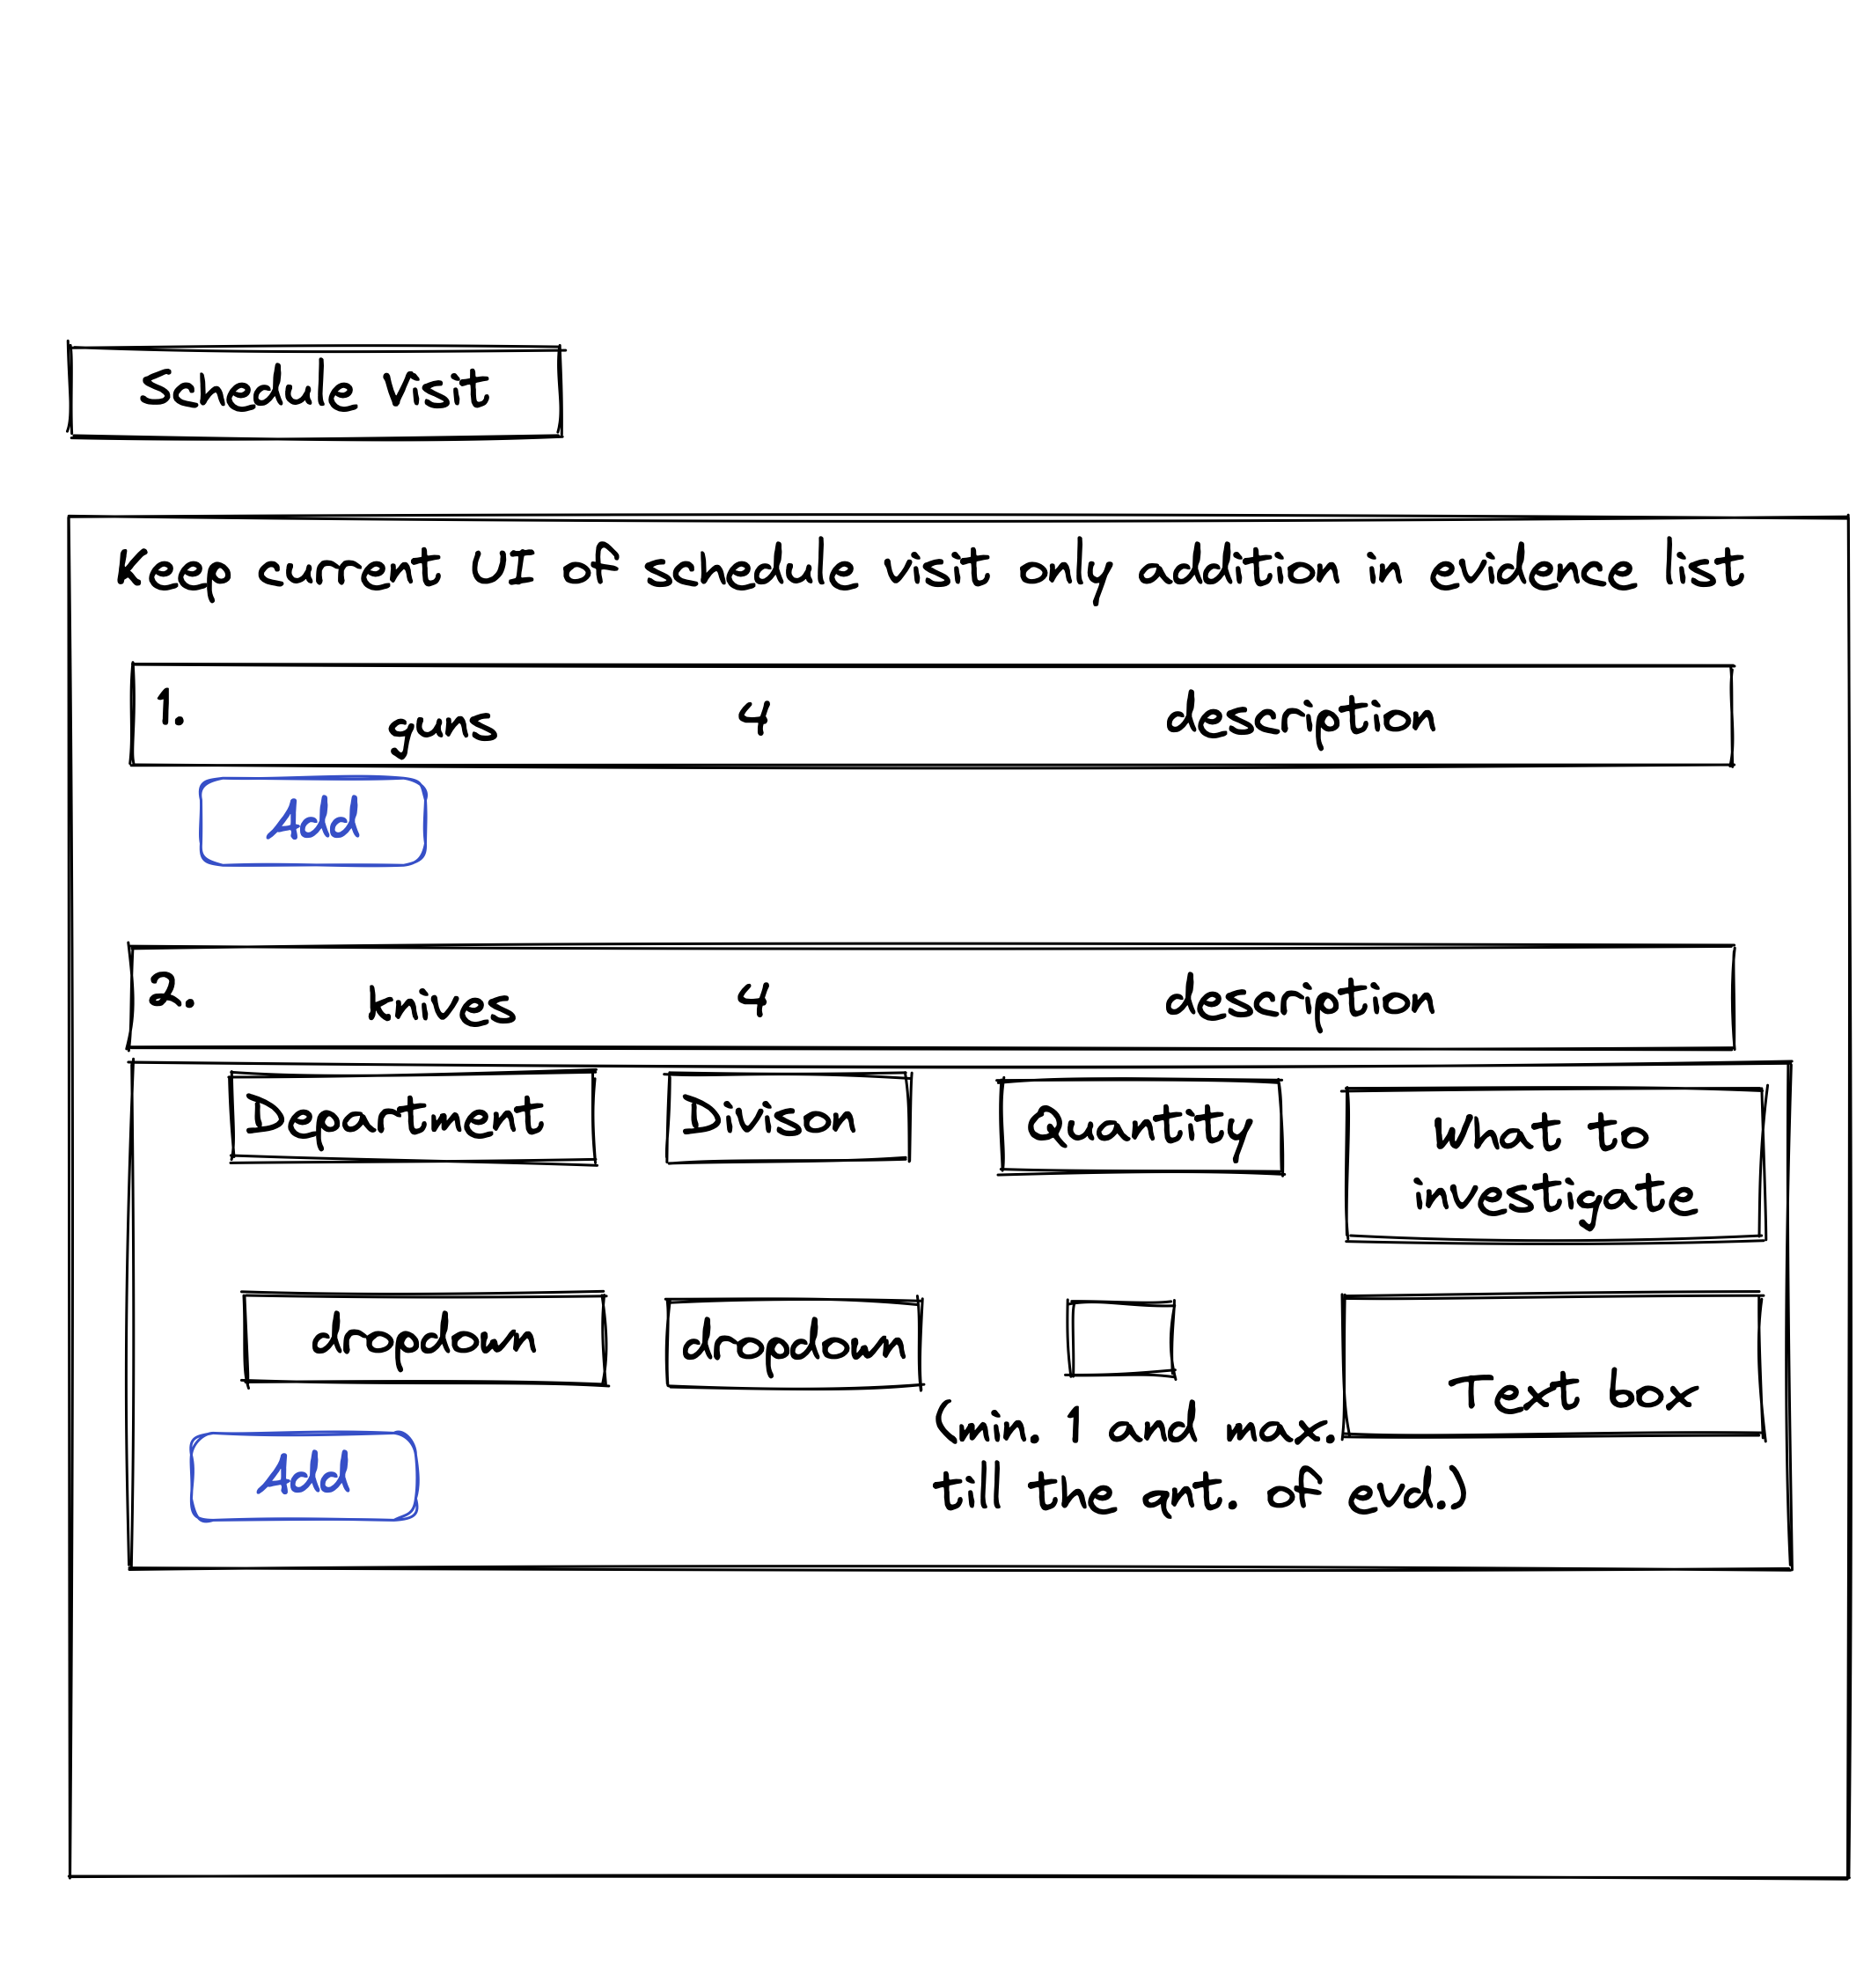 Schedule Visit
Keep current UI of schedule visit only addition in evidence list
1. guns 4 description
Add
2. knives 4 description
Department Divison Quantity What to
investigate
dropdown dropdown
Text box
(min. 1 and max.
till the qnt. of evd.)
Add